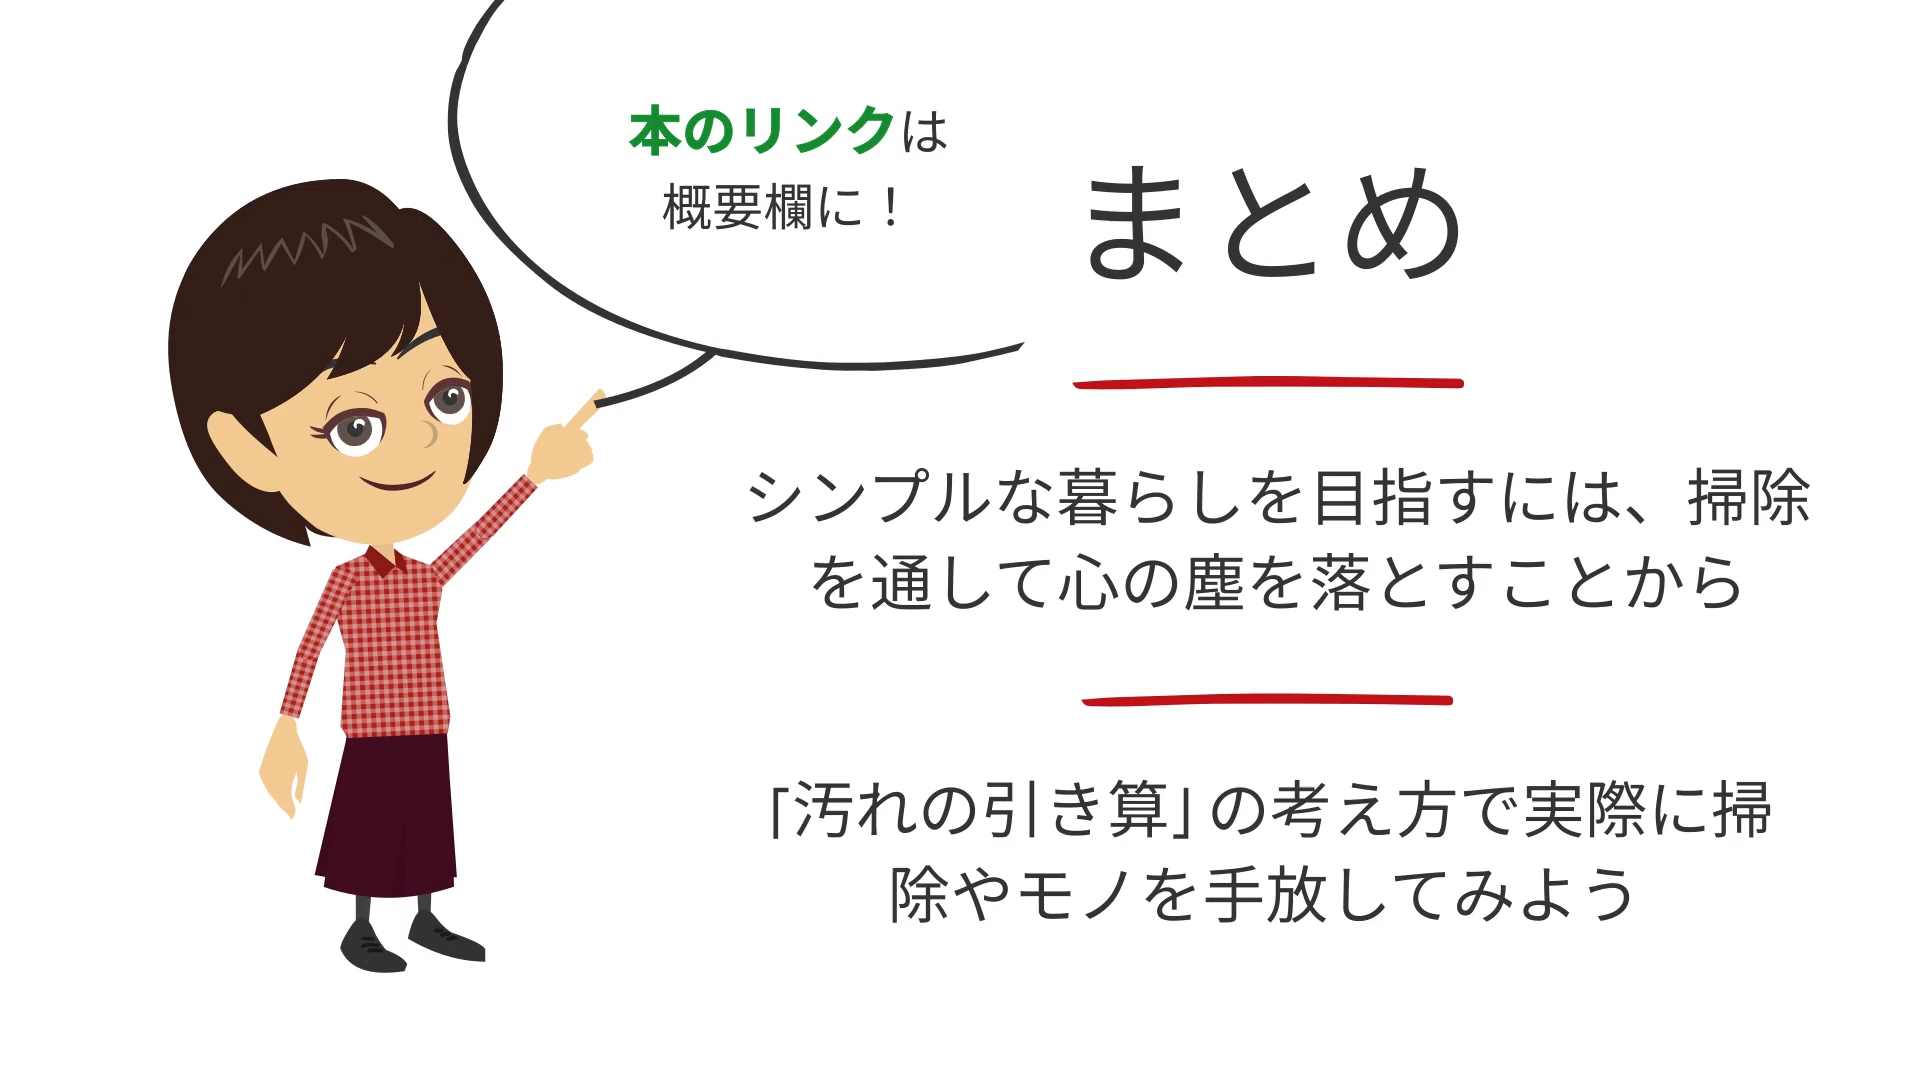 本のリンクは
概要欄に！
まとめ
シンプルな暮らしを目指すには、掃除
を通して心の塵を落とすことから
「汚れの引き算」の考え方で実際に掃
除やモノを手放してみよう